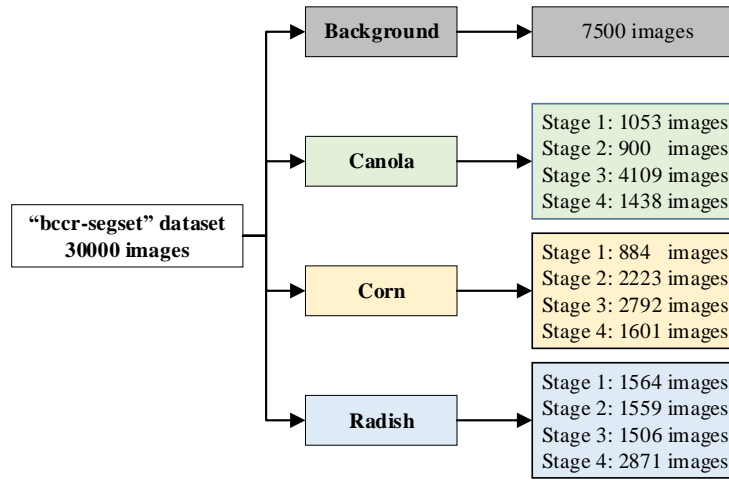 Background
7500 images
Canola
Stage 1: 1053 images
Stage 2: 900 images
Stage 3: 4109 images
Stage 4: 1438 images
“bccr-segset” dataset
30000 images
Corn
Stage 1: 884 images
Stage 2: 2223 images
Stage 3: 2792 images
Stage 4: 1601 images
Radish
Stage 1: 1564 images
Stage 2: 1559 images
Stage 3: 1506 images
Stage 4: 2871 images